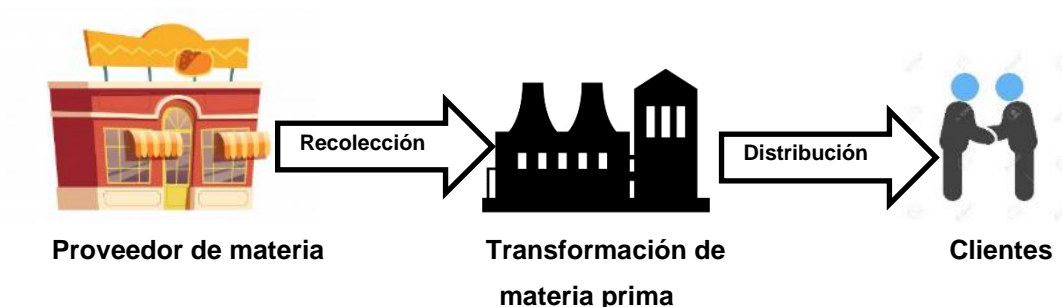 Recolección
Distribución
Proveedor de materia
Transformación de
materia prima
Clientes